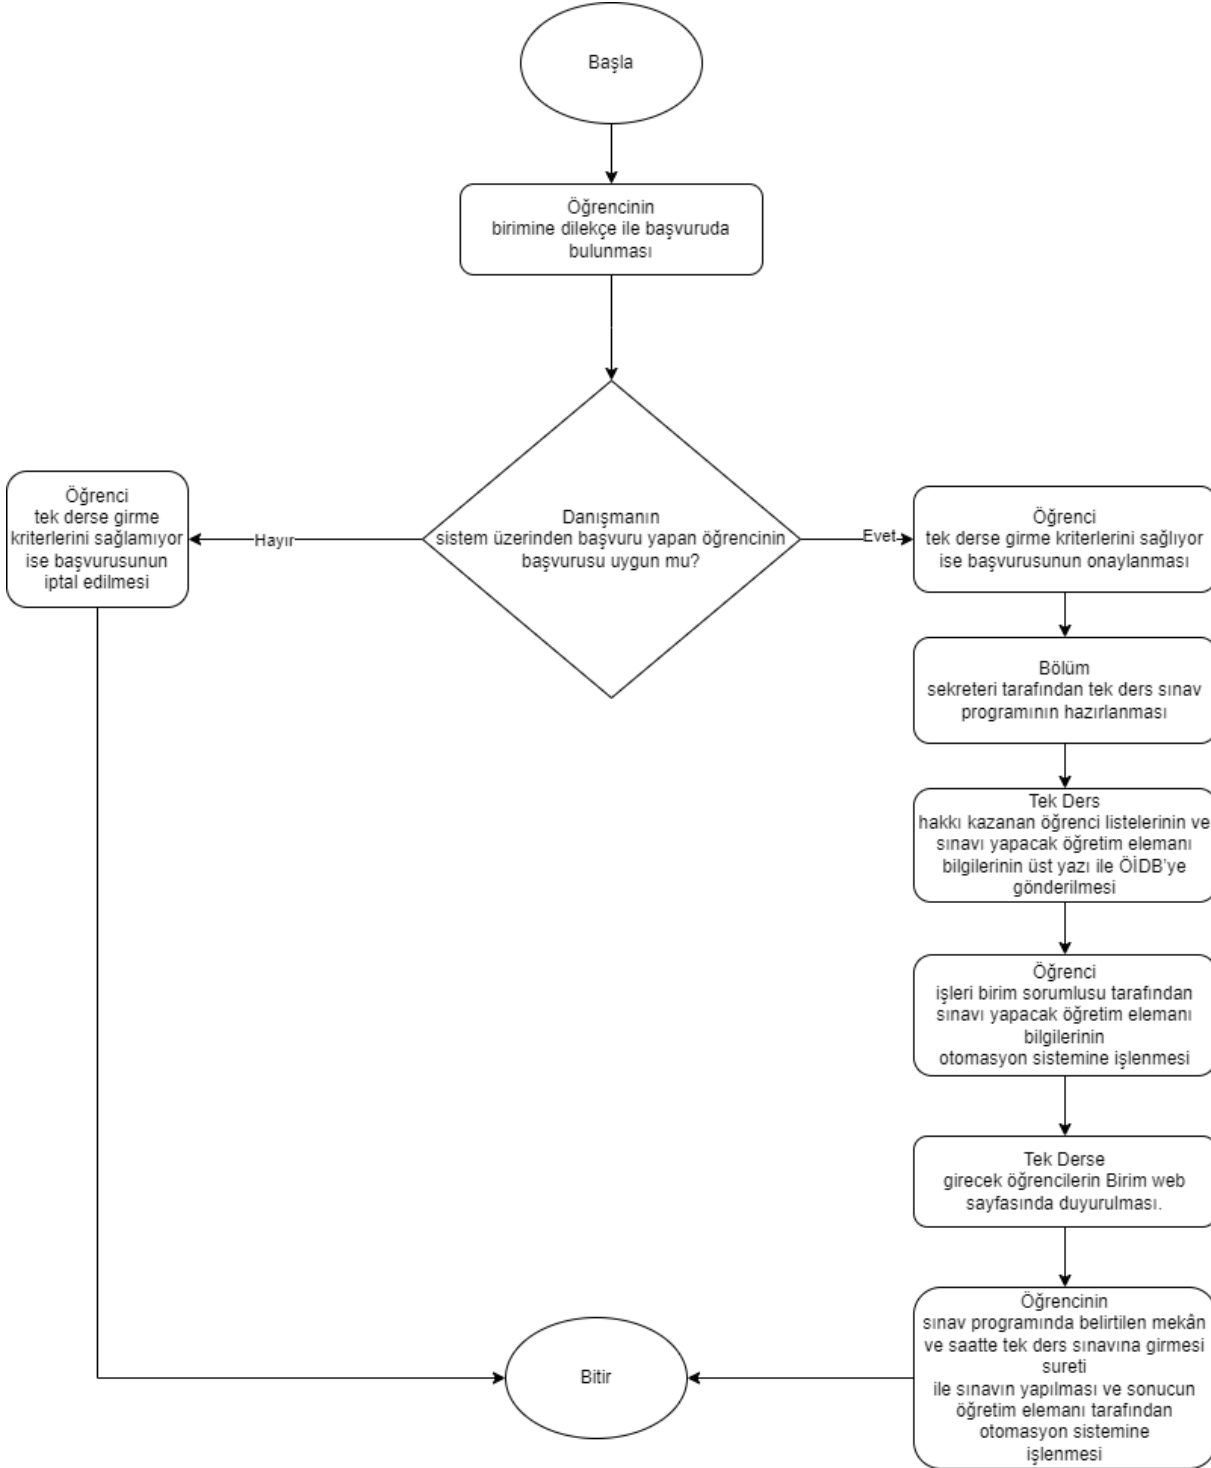 Başla
Öğrencinin
birimine dilekçe ile başvuruda
bulunması
Danışmanın
sistem üzerinden başvuru yapan öğrencinin
başvurusu uygun mu?
Hayır
Evet
Öğrenci
tek derse girme
kriterlerini sağlamıyor
ise başvurusunun
iptal edilmesi
Öğrenci
tek derse girme kriterlerini sağlıyor
ise başvurusunun onaylanması
Bölüm
sekreteri tarafından tek ders sınav
programının hazırlanması
Tek Ders
hakkı kazanan öğrenci listelerinin ve
sınavı yapacak öğretim elemanı
bilgilerinin üst yazı ile ÖİDB'ye
gönderilmesi
Öğrenci
işleri birim sorumlusu tarafından
sınavı yapacak öğretim elemanı
bilgilerinin
otomasyon sistemine işlenmesi
Tek Derse
girecek öğrencilerin Birim web
sayfasında duyurulması.
Öğrencinin
sınav programında belirtilen mekân
ve saatte tek ders sınavına girmesi
sureti
ile sınavın yapılması ve sonucun
öğretim elemanı tarafından
otomasyon sistemine
işlenmesi
Bitir